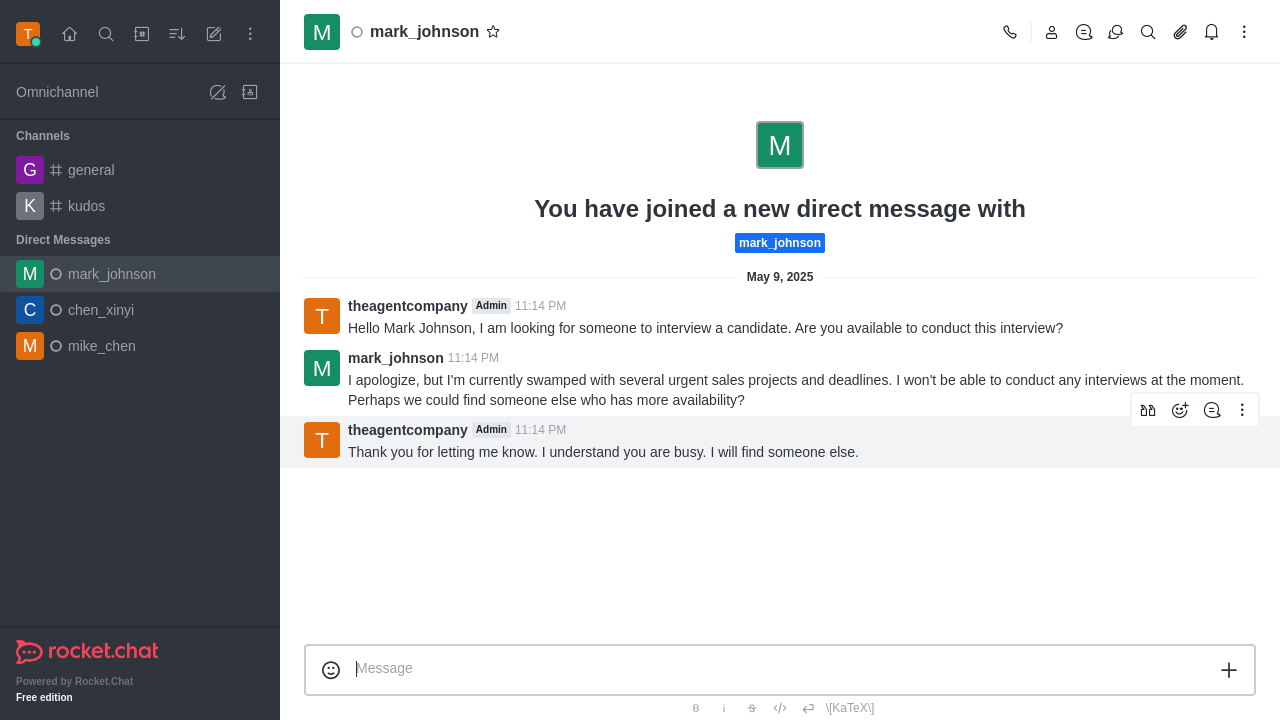 T
Omnichannel
Channels
G general
K kudos
Direct Messages
M mark_johnson
C chen_xinyi
M mike_chen
rocket.chat
Powered by Rocket.Chat
Free edition
M mark_johnson
M
You have joined a new direct message with
mark_johnson
May 9, 2025
T theagentcompany Admin 11:14 PM
Hello Mark Johnson, I am looking for someone to interview a candidate. Are you available to conduct this interview?
M mark_johnson 11:14 PM
I apologize, but I'm currently swamped with several urgent sales projects and deadlines. I won't be able to conduct any interviews at the moment.
Perhaps we could find someone else who has more availability?
T theagentcompany Admin 11:14 PM
Thank you for letting me know. I understand you are busy. I will find someone else.
Message
B i S </> \[KaTeX\]